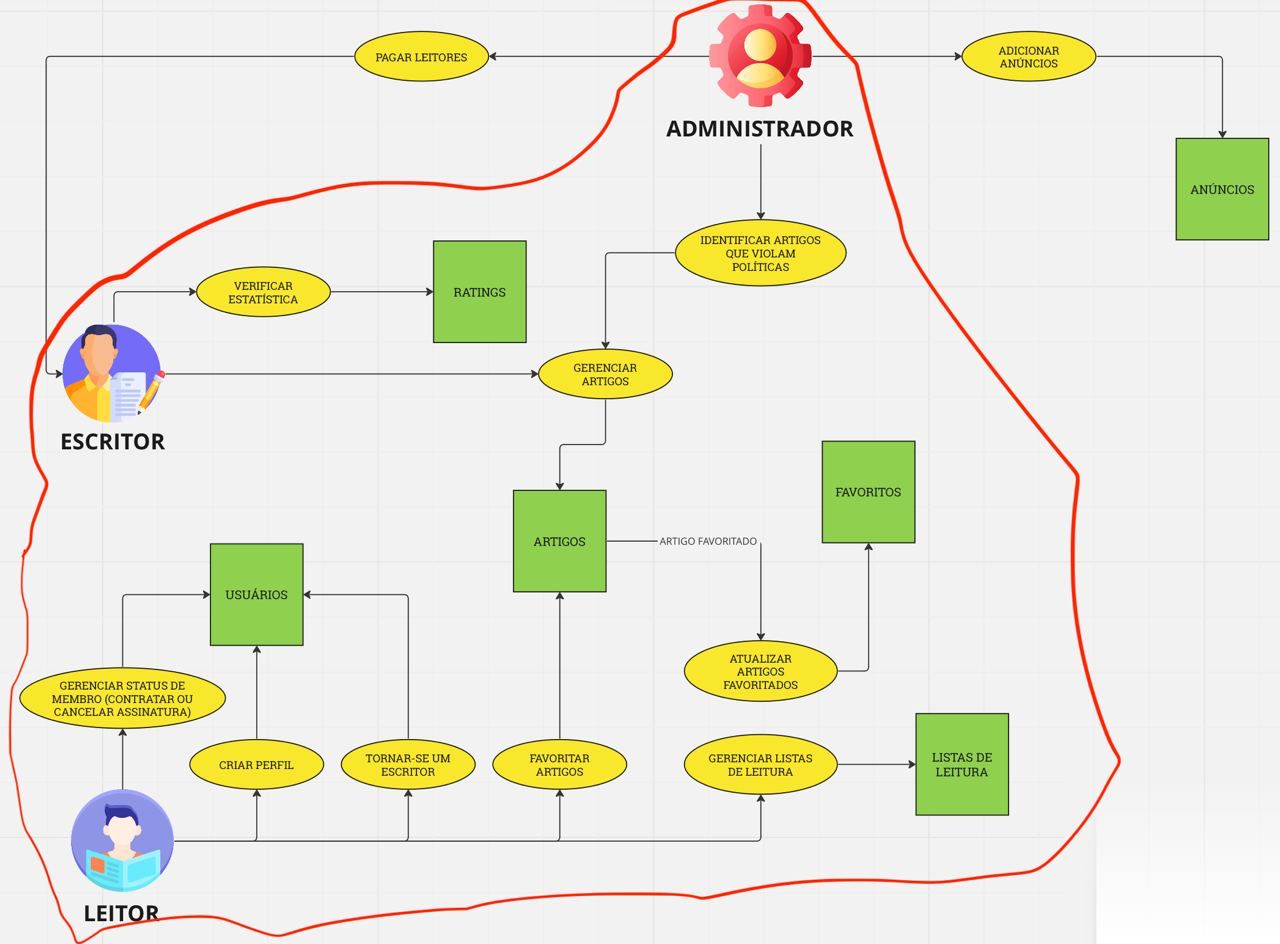 PAGAR LEITORES
ADICIONAR
ANÚNCIOS
ADMINISTRADOR
ANÚNCIOS
IDENTIFICAR ARTIGOS
QUE VIOLAM
POLÍTICAS
VERIFICAR
ESTATÍSTICA
RATINGS
GERENCIAR
ARTIGOS
ESCRITOR
FAVORITOS
ARTIGOS
ARTIGO FAVORITADO
USUÁRIOS
ATUALIZAR
ARTIGOS
FAVORITADOS
GERENCIAR STATUS DE
MEMBRO (CONTRATAR OU
CANCELAR ASSINATURA)
CRIAR PERFIL
TORNAR-SE UM
ESCRITOR
FAVORITAR
ARTIGOS
GERENCIAR LISTAS
DE LEITURA
LISTAS DE
LEITURA
LEITOR